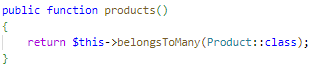 public function products()
{
    return $this->belongsToMany(Product::class);
}